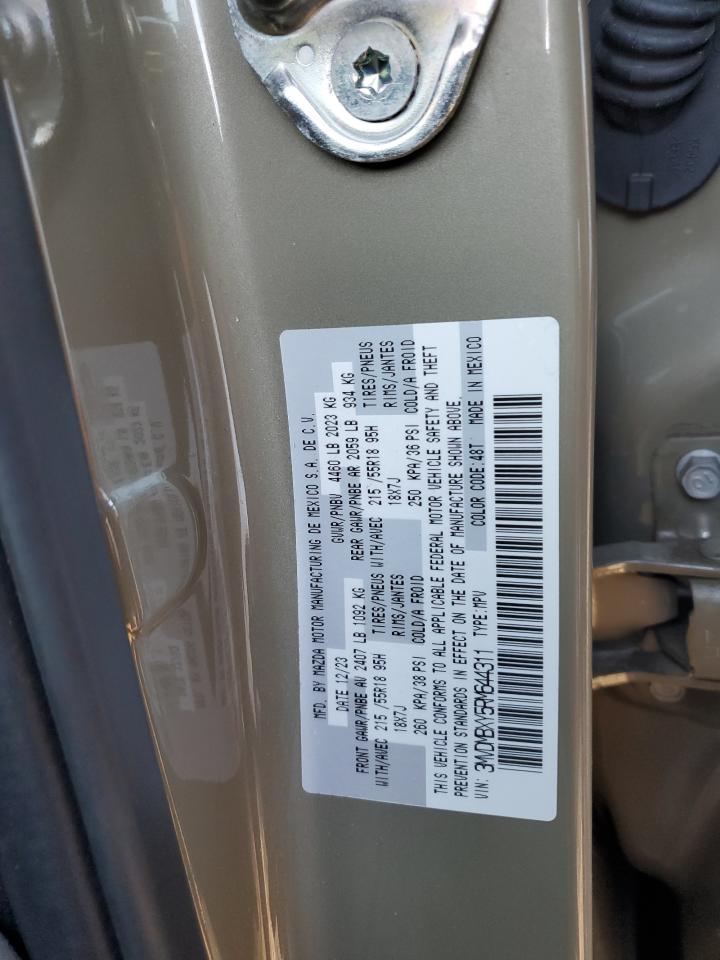 MFD. BY MAZDA MOTOR MANUFACTURING DE MEXICO S.A. DE C.V.
DATE 12/23 GVWR/PNBV 4460 LB 2023 KG
FRONT GAWR/PNBE AV 2407 LB 1092 KG REAR GAWR/PNBE AR 2059 LB 934 KG
TIRES/PNEUS WITH/AVEC 215 /55R18 95H TIRES/PNEUS
WITH/AVEC 215 /55R18 95H
RIMS/JANTES 18X7J RIMS/JANTES
18X7J
COLD/A FROID 250 KPA/36 PSI COLD/A FROID
260 KPA/38 PSI
THIS VEHICLE CONFORMS TO ALL APPLICABLE FEDERAL MOTOR VEHICLE SAFETY AND THEFT
PREVENTION STANDARDS IN EFFECT ON THE DATE OF MANUFACTURE SHOWN ABOVE.
VIN: 3MVDMBXY5RM644311 TYPE:MPV COLOR CODE:48T MADE IN MEXICO